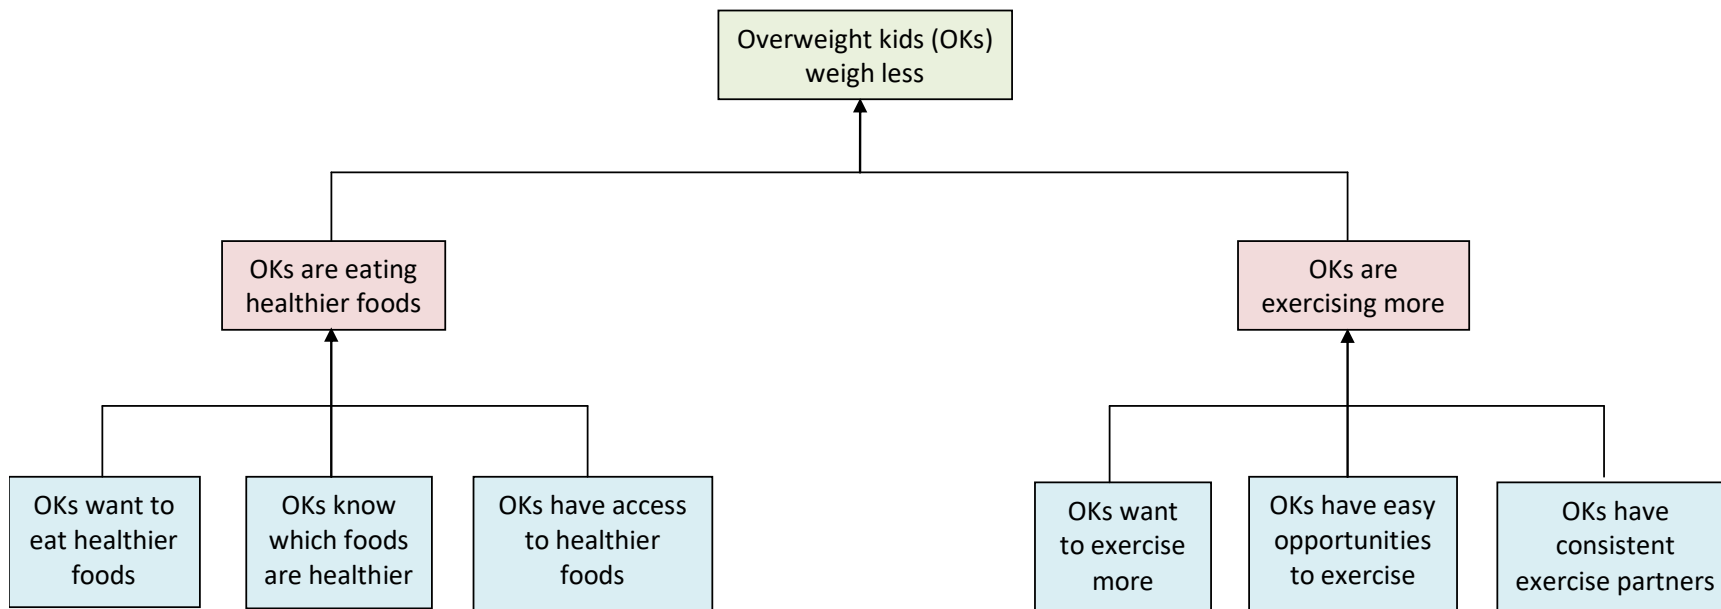 Overweight kids (OKs)
weigh less
OKs are eating
healthier foods
OKs are
exercising more
OKs want to
eat healthier
foods
OKs know
which foods
are healthier
OKs have access
to healthier
foods
OKs want
to exercise
more
OKs have easy
opportunities
to exercise
OKs have
consistent
exercise partners